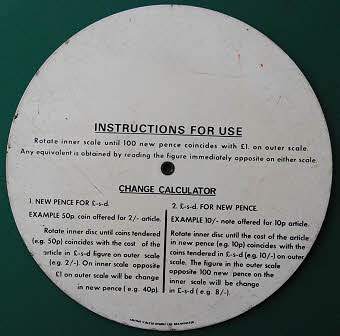 INSTRUCTIONS FOR USE
Rotate inner scale until 100 new pence coincides with £1. on outer scale.
Any equivalent is obtained by reading the figure immediately opposite on either scale.
CHANGE CALCULATOR
1. NEW PENCE FOR £-s-d.
EXAMPLE 50p. coin offered for 2/- article.
Rotate inner disc until coins tendered
(e.g. 50p) coincides with the cost of the
article in £-s-d figure on outer scale
(e.g. 2/-). On inner scale opposite
£1 on outer scale will be change
in new pence ( e.g. 40p).
2. £-s-d. FOR NEW PENCE.
EXAMPLE 10/- note offered for 10p article.
Rotate inner disc until the cost of the article
in new pence (e.g. 10p) coincides with the
coins tendered in £-s-d (e.g. 10/-) on outer
scale. The figure in the outer scale
opposite 100 new pence on the
inner scale will be change
in £-s-d ( e.g. 8/-).